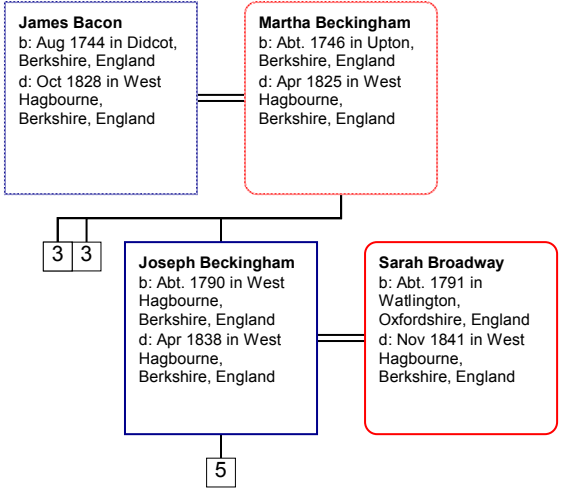 James Bacon
b: Aug 1744 in Didcot,
Berkshire, England
d: Oct 1828 in West
Hagbourne,
Berkshire, England
Martha Beckingham
b: Abt. 1746 in Upton,
Berkshire, England
d: Apr 1825 in West
Hagbourne,
Berkshire, England
3
3
Joseph Beckingham
b: Abt. 1790 in West
Hagbourne,
Berkshire, England
d: Apr 1838 in West
Hagbourne,
Berkshire, England
Sarah Broadway
b: Abt. 1791 in
Watlington,
Oxfordshire, England
d: Nov 1841 in West
Hagbourne,
Berkshire, England
5